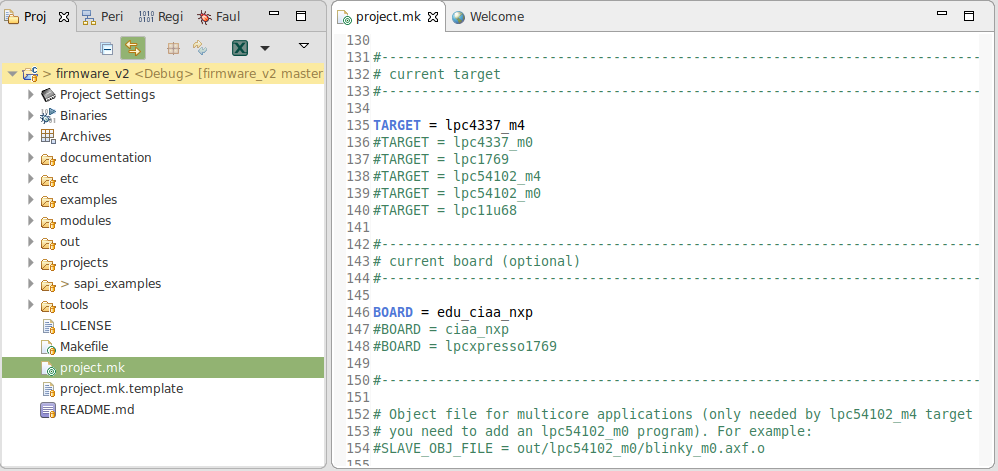 Proj
Peri
Regi
Faul
> firmware_v2 <Debug> [firmware_v2 master
Project Settings
Binaries
Archives
documentation
etc
examples
modules
out
projects
> sapi_examples
tools
LICENSE
Makefile
project.mk
project.mk.template
README.md
project.mk
Welcome
130
131 #---------------------------------------------------------------------------
132 # current target
133 #---------------------------------------------------------------------------
134
135 TARGET = lpc4337_m4
136 #TARGET = lpc4337_m0
137 #TARGET = lpc1769
138 #TARGET = lpc54102_m4
139 #TARGET = lpc54102_m0
140 #TARGET = lpc11u68
141
142 #---------------------------------------------------------------------------
143 # current board (optional)
144 #---------------------------------------------------------------------------
145
146 BOARD = edu_ciaa_nxp
147 #BOARD = ciaa_nxp
148 #BOARD = lpcxpresso1769
149
150 #---------------------------------------------------------------------------
151
152 # Object file for multicore applications (only needed by lpc54102_m4 target
153 # you need to add an lpc54102_m0 program). For example:
154 #SLAVE_OBJ_FILE = out/lpc54102_m0/blinky_m0.axf.o
155